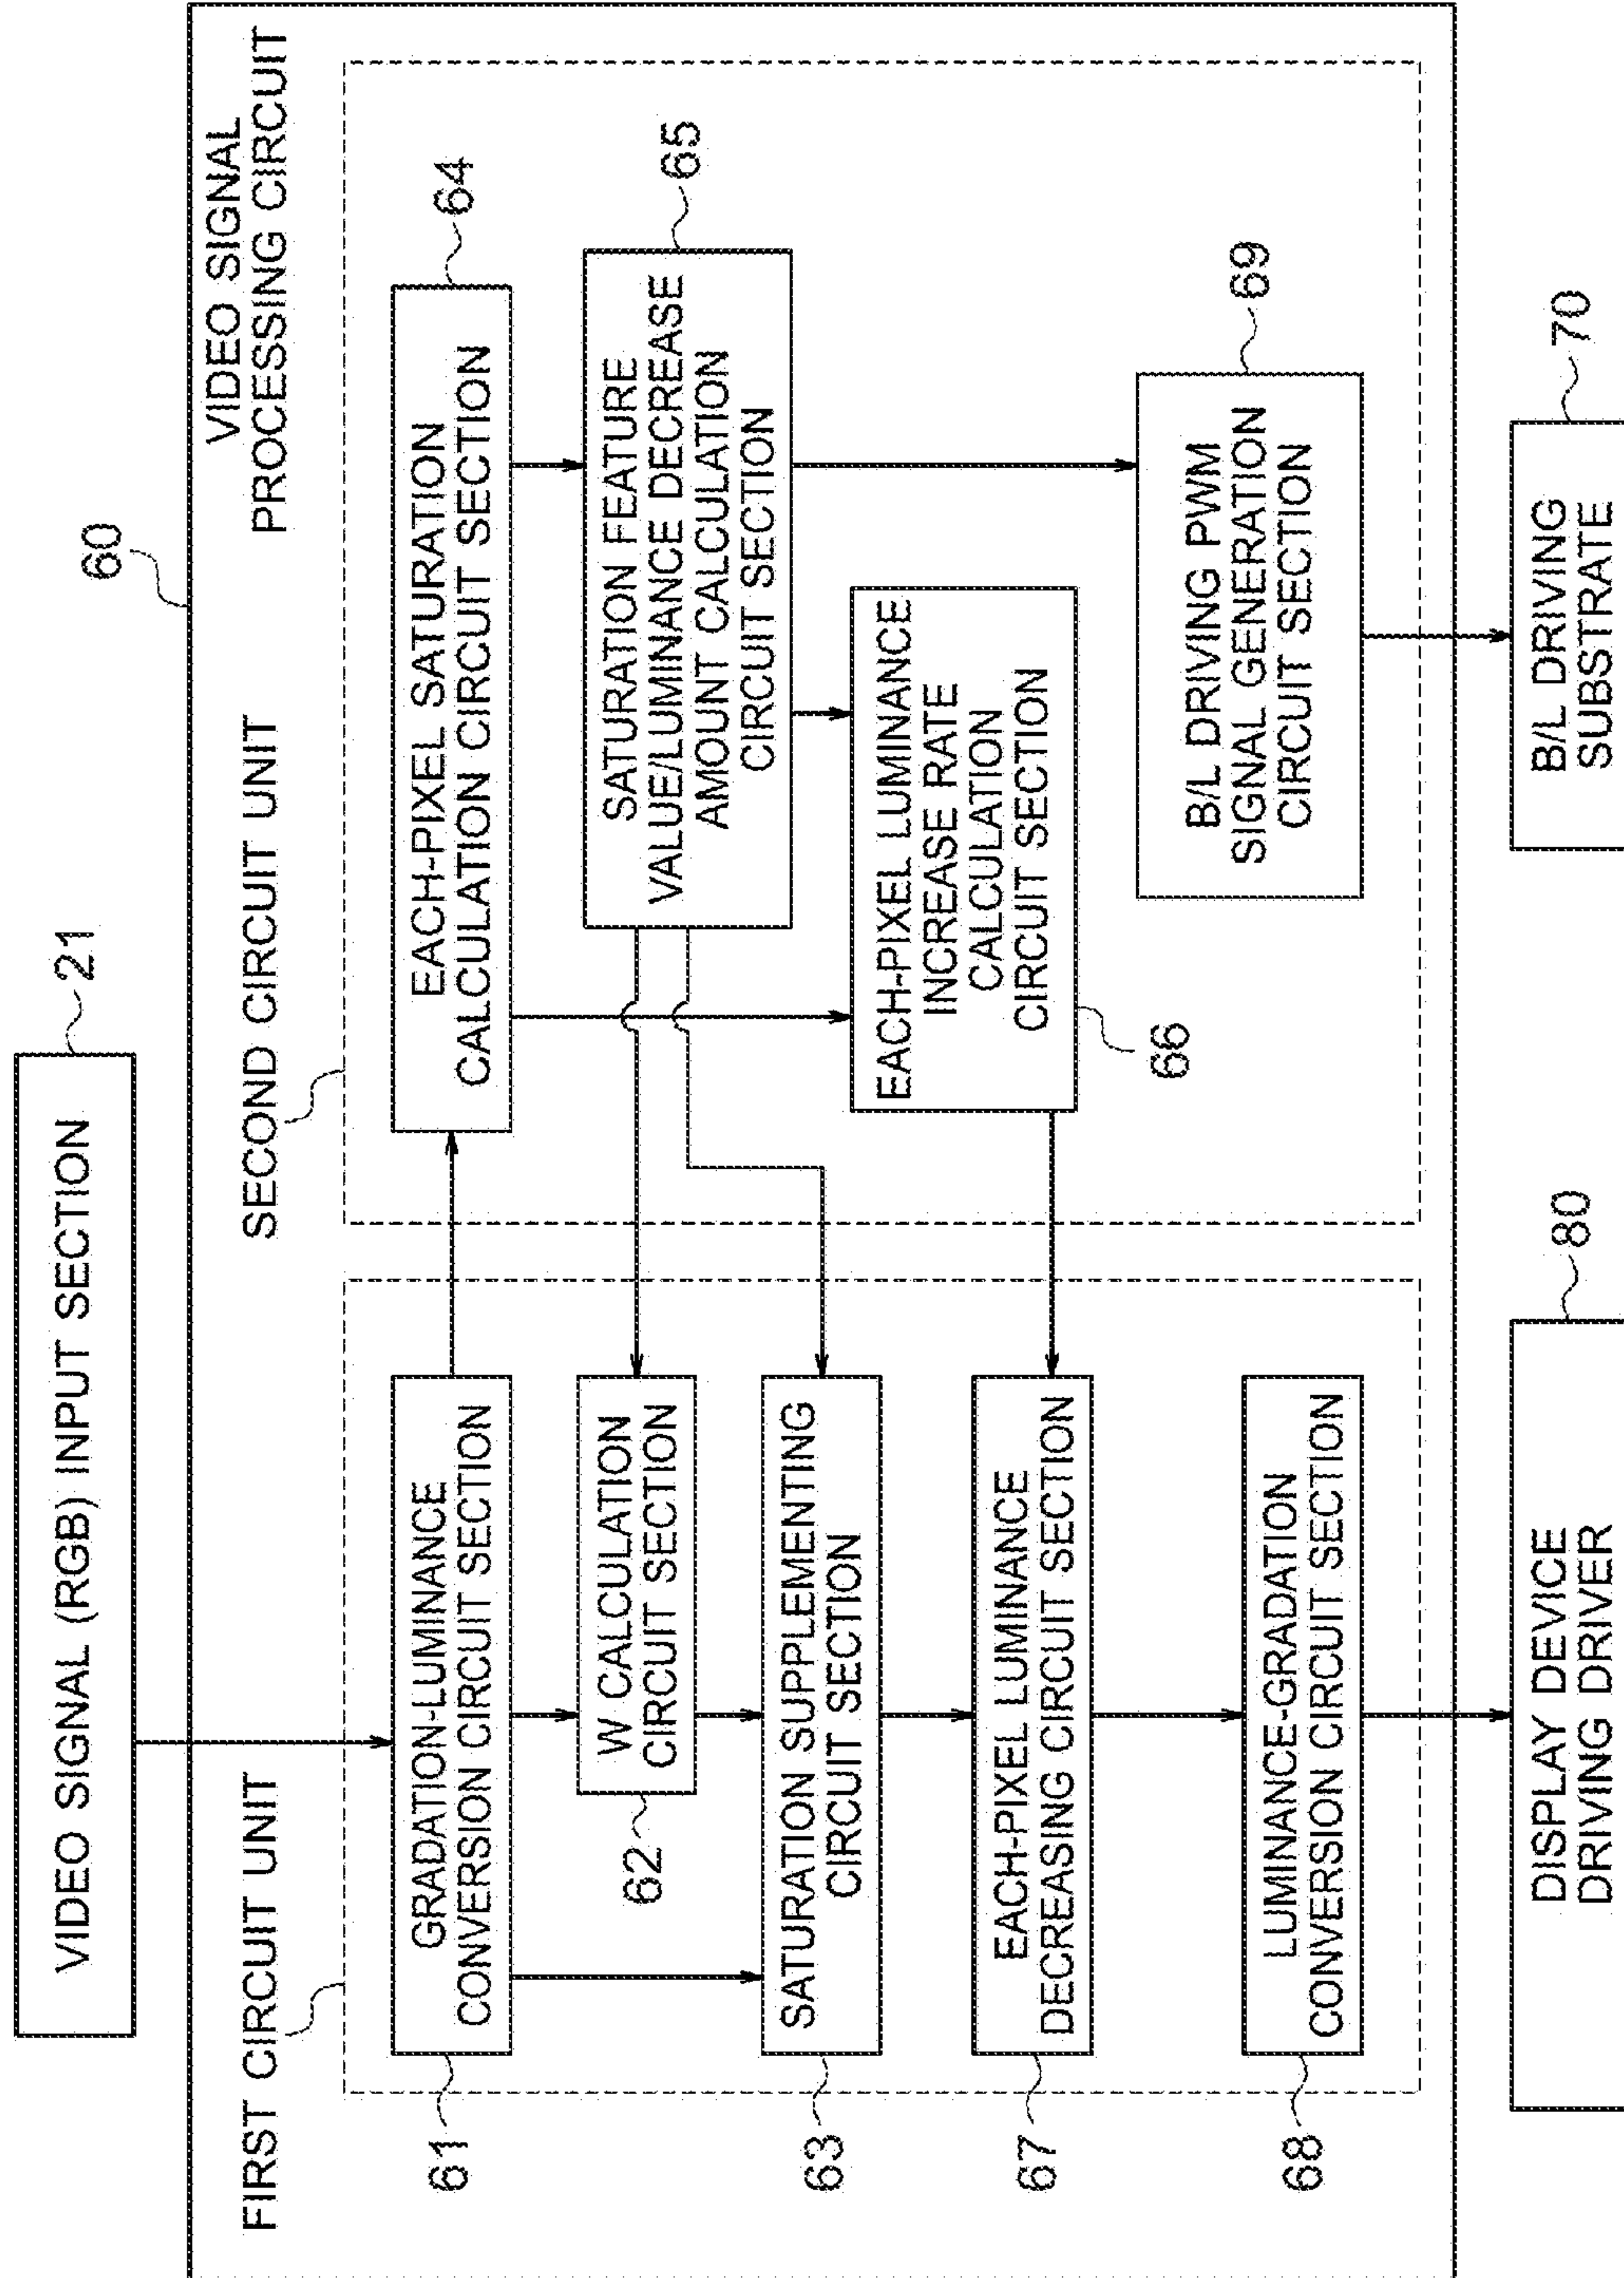 VIDEO SIGNAL (RGB) INPUT SECTION
21
60
VIDEO SIGNAL
PROCESSING CIRCUIT
FIRST CIRCUIT UNIT
SECOND CIRCUIT UNIT
61
GRADATION-LUMINANCE
CONVERSION CIRCUIT SECTION
EACH-PIXEL SATURATION
CALCULATION CIRCUIT SECTION
64
62
W CALCULATION
CIRCUIT SECTION
SATURATION FEATURE
VALUE/LUMINANCE DECREASE
AMOUNT CALCULATION
CIRCUIT SECTION
65
63
SATURATION SUPPLEMENTING
CIRCUIT SECTION
EACH-PIXEL LUMINANCE
INCREASE RATE
CALCULATION
CIRCUIT SECTION
66
67
EACH-PIXEL LUMINANCE
DECREASING CIRCUIT SECTION
B/L DRIVING PWM
SIGNAL GENERATION
CIRCUIT SECTION
69
68
LUMINANCE-GRADATION
CONVERSION CIRCUIT SECTION
DISPLAY DEVICE
DRIVING DRIVER
80
B/L DRIVING
SUBSTRATE
70